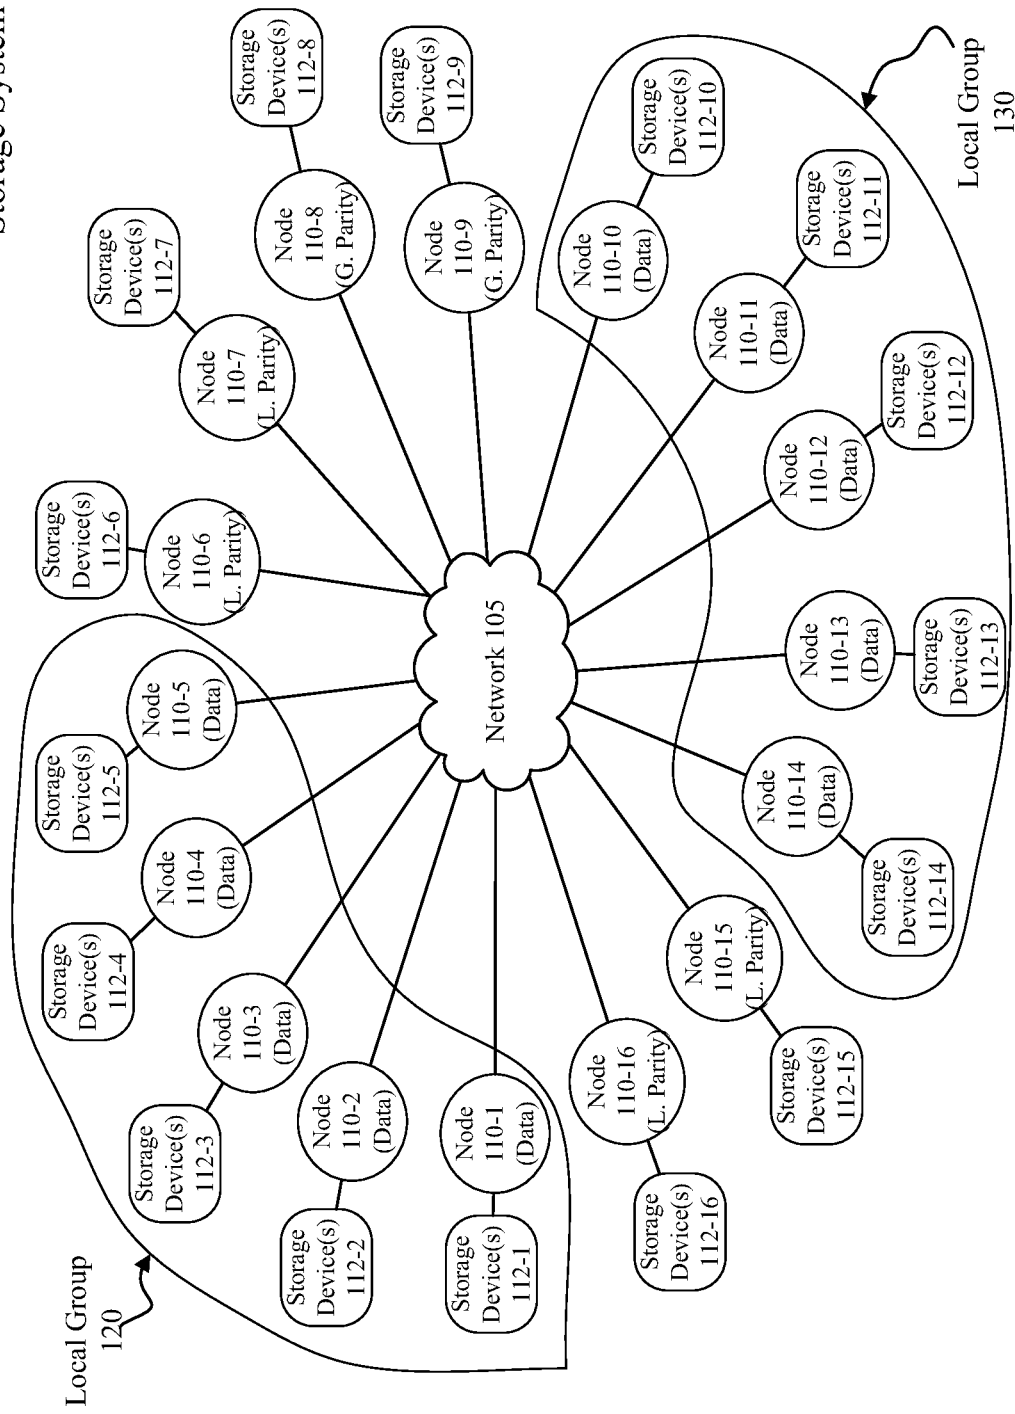 Storage System
Local Group
120
Local Group
130
Network 105
Node
110-1
(Data)
Storage
Device(s)
112-1
Node
110-2
(Data)
Storage
Device(s)
112-2
Node
110-3
(Data)
Storage
Device(s)
112-3
Node
110-4
(Data)
Storage
Device(s)
112-4
Node
110-5
(Data)
Storage
Device(s)
112-5
Node
110-6
(L. Parity)
Storage
Device(s)
112-6
Node
110-7
(L. Parity)
Storage
Device(s)
112-7
Node
110-8
(G. Parity)
Storage
Device(s)
112-8
Node
110-9
(G. Parity)
Storage
Device(s)
112-9
Node
110-10
(Data)
Storage
Device(s)
112-10
Node
110-11
(Data)
Storage
Device(s)
112-11
Node
110-12
(Data)
Storage
Device(s)
112-12
Node
110-13
(Data)
Storage
Device(s)
112-13
Node
110-14
(Data)
Storage
Device(s)
112-14
Node
110-15
(L. Parity)
Storage
Device(s)
112-15
Node
110-16
(L. Parity)
Storage
Device(s)
112-16